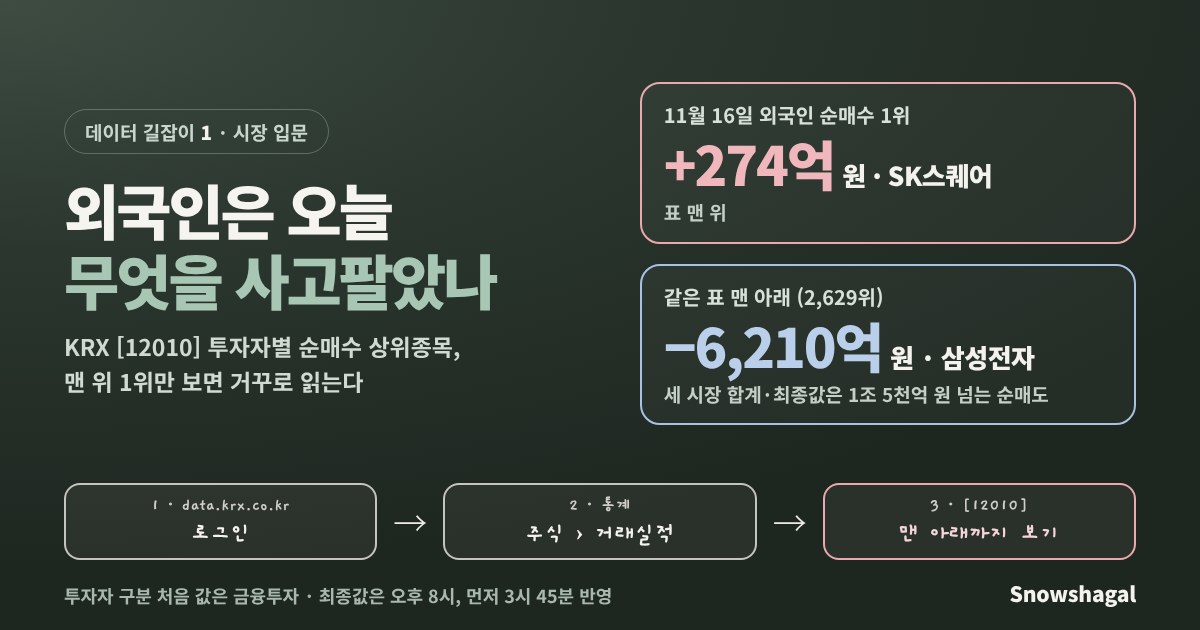 데이터 길잡이 1 · 시장 입문
외국인은 오늘
무엇을 사고팔았나
KRX [12010] 투자자별 순매수 상위종목,
맨 위 1위만 보면 거꾸로 읽는다
11월 16일 외국인 순매수 1위
+274억 원 · SK스퀘어
표 맨 위
같은 표 맨 아래 (2,629위)
−6,210억 원 · 삼성전자
세 시장 합계·최종값은 1조 5천억 원 넘는 순매도
1 · data.krx.co.kr
로그인
→
2 · 통계
주식 › 거래실적
→
3 · [12010]
맨 아래까지 보기
투자자 구분 처음 값은 금융투자 · 최종값은 오후 8시, 먼저 3시 45분 반영
Snowshagal